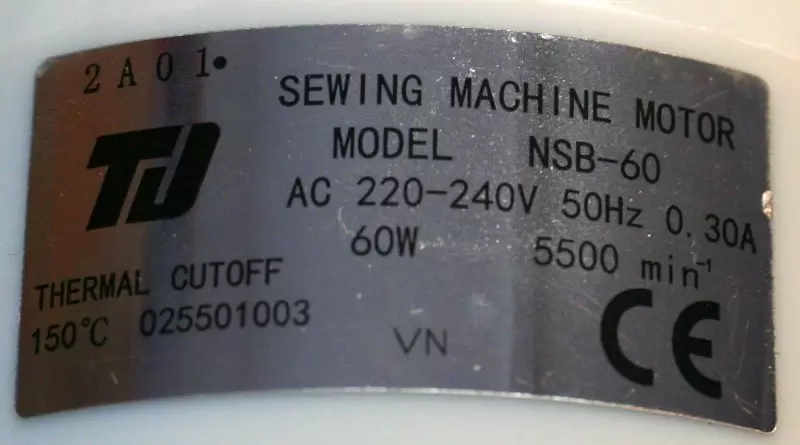 2A01•
SEWING MACHINE MOTOR
MODEL NSB-60
AC 220-240V 50Hz 0.30A
60W 5500 min⁻¹
THERMAL CUTOFF
150℃ 025501003
VN
CE